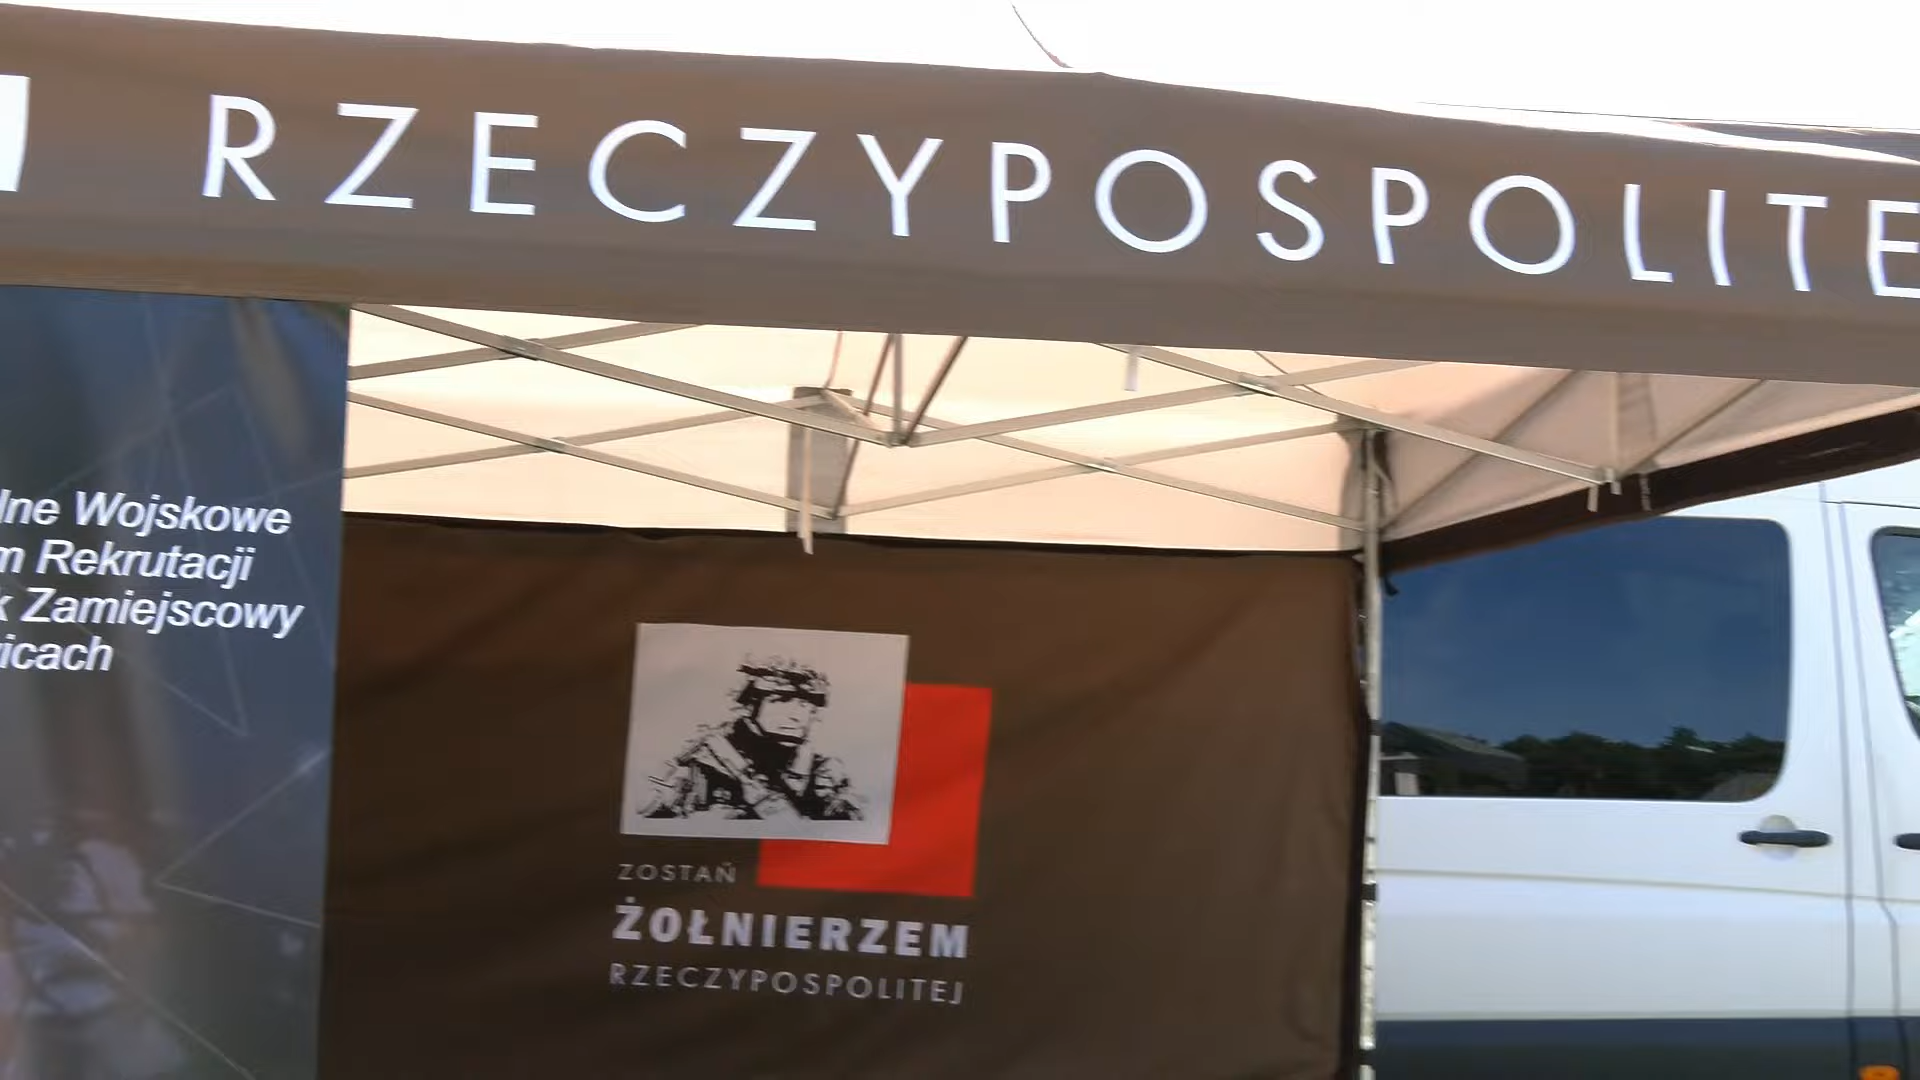 RZECZYPOSPOLITE
lne Wojskowe
m Rekrutacji
k Zamiejscowy
icach
ZOSTAŃ
ŻOŁNIERZEM
RZECZYPOSPOLITEJ